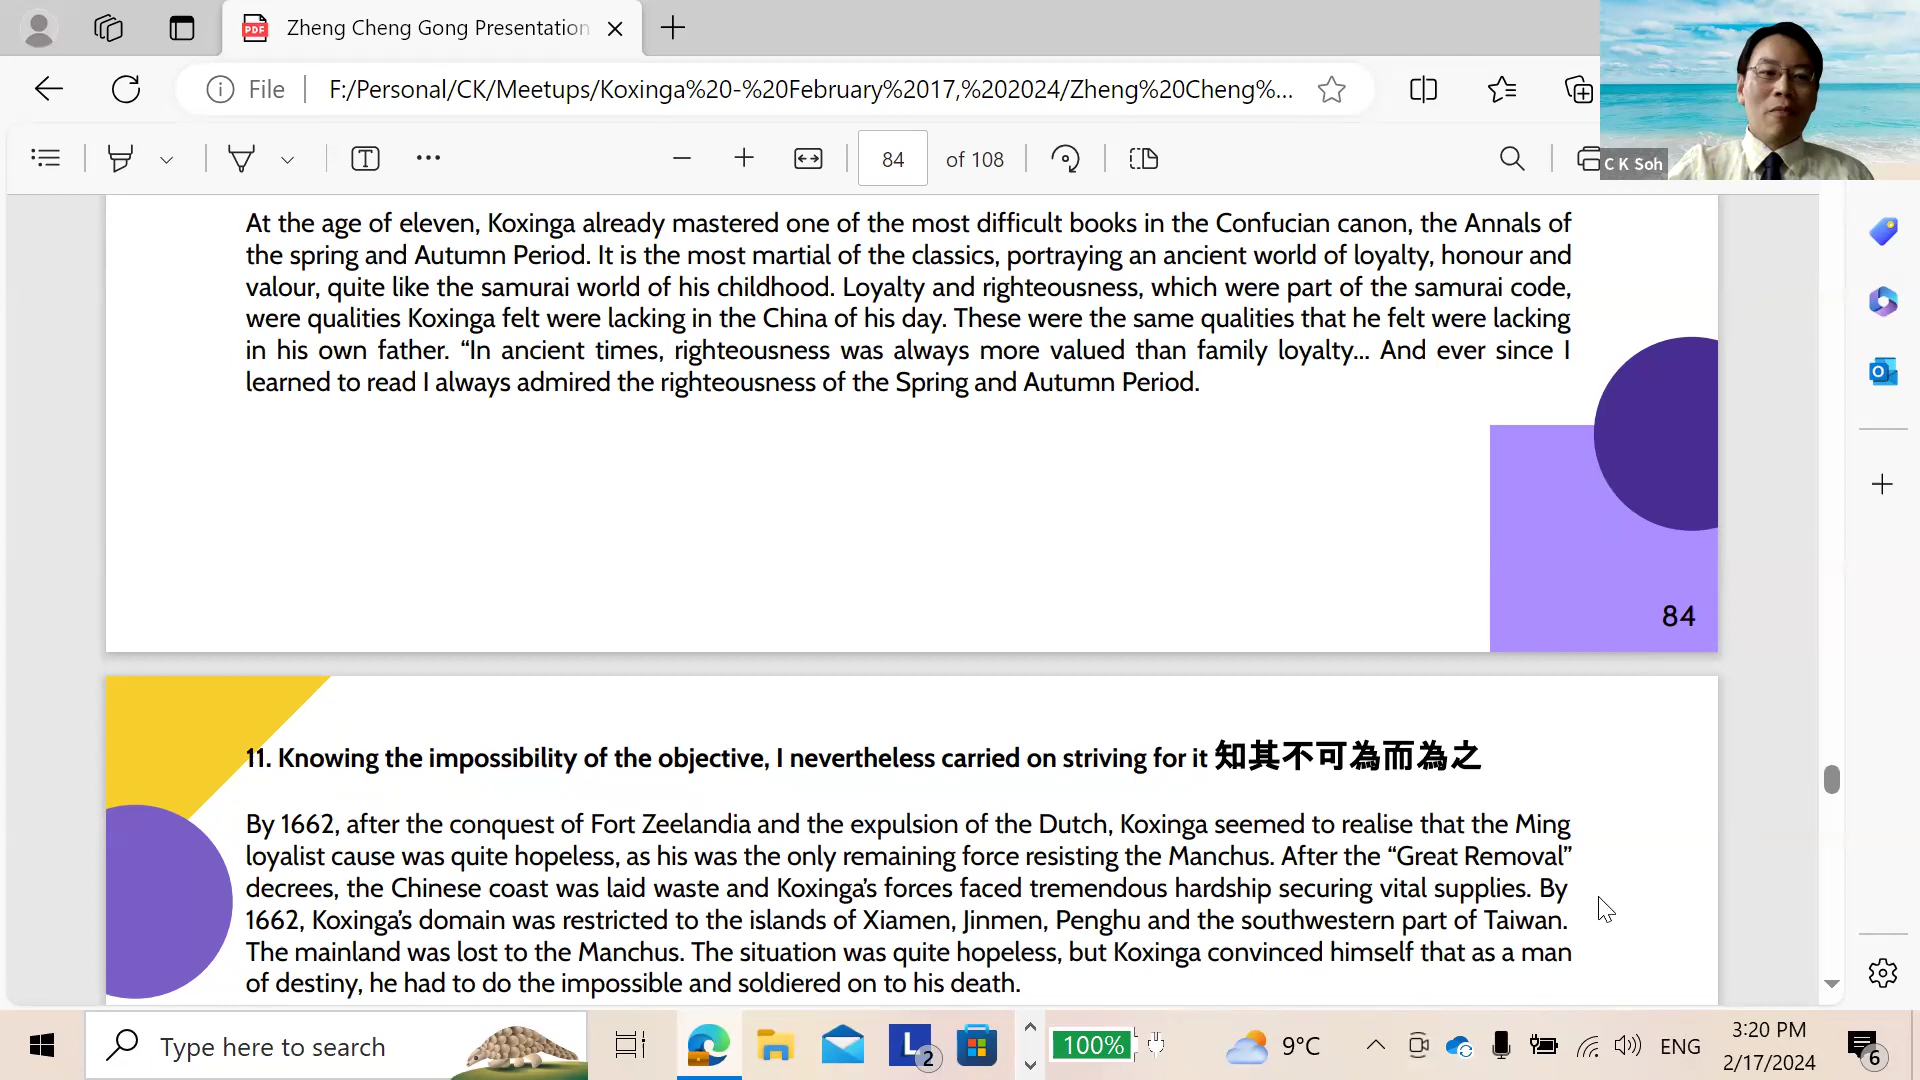 Zheng Cheng Gong Presentation
File
F:/Personal/CK/Meetups/Koxinga%20-%20February%2017,%202024/Zheng%20Cheng%...
84 of 108
C K Soh
At the age of eleven, Koxinga already mastered one of the most difficult books in the Confucian canon, the Annals of
the spring and Autumn Period. It is the most martial of the classics, portraying an ancient world of loyalty, honour and
valour, quite like the samurai world of his childhood. Loyalty and righteousness, which were part of the samurai code,
were qualities Koxinga felt were lacking in the China of his day. These were the same qualities that he felt were lacking
in his own father. “In ancient times, righteousness was always more valued than family loyalty... And ever since I
learned to read I always admired the righteousness of the Spring and Autumn Period.
84
11. Knowing the impossibility of the objective, I nevertheless carried on striving for it 知其不可為而為之
By 1662, after the conquest of Fort Zeelandia and the expulsion of the Dutch, Koxinga seemed to realise that the Ming
loyalist cause was quite hopeless, as his was the only remaining force resisting the Manchus. After the “Great Removal”
decrees, the Chinese coast was laid waste and Koxinga’s forces faced tremendous hardship securing vital supplies. By
1662, Koxinga’s domain was restricted to the islands of Xiamen, Jinmen, Penghu and the southwestern part of Taiwan.
The mainland was lost to the Manchus. The situation was quite hopeless, but Koxinga convinced himself that as a man
of destiny, he had to do the impossible and soldiered on to his death.
Type here to search
L 2
100%
9°C
ENG
3:20 PM
2/17/2024
6